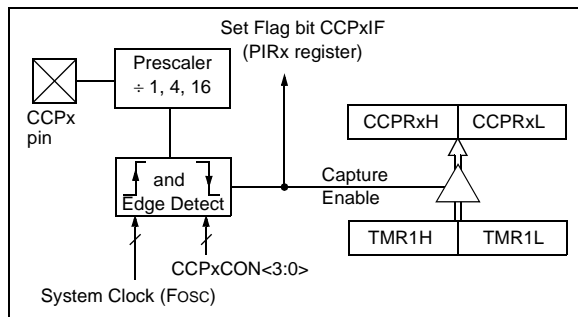 Set Flag bit CCPxIF
(PIRx register)
Prescaler
÷ 1, 4, 16
CCPx
pin
and
Edge Detect
Capture
Enable
CCPRxH CCPRxL
TMR1H TMR1L
CCPxCON<3:0>
System Clock (FOSC)